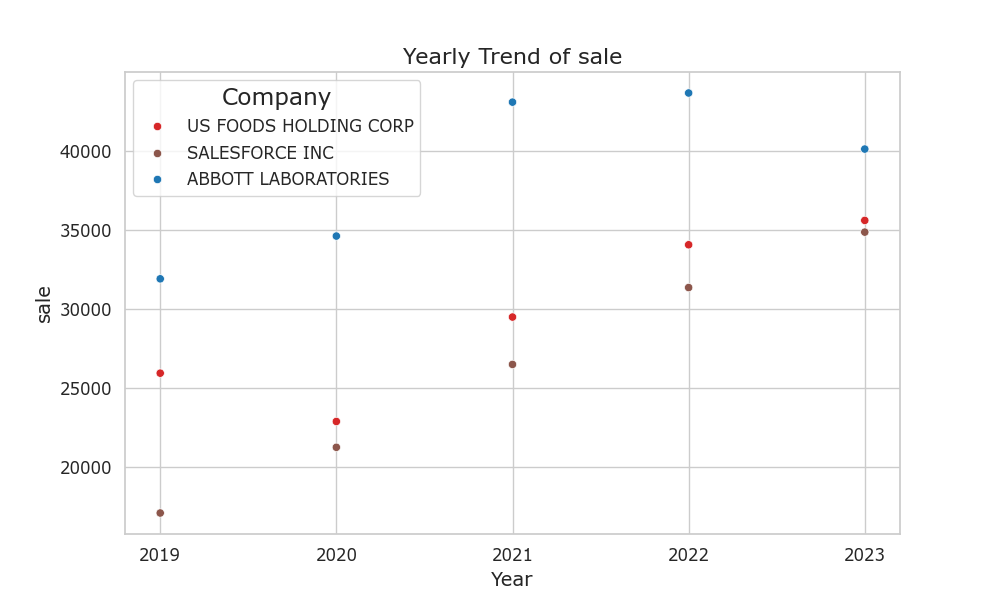 Yearly Trend of sale
Company
US FOODS HOLDING CORP
SALESFORCE INC
ABBOTT LABORATORIES
40000
35000
30000
25000
20000
sale
2019 2020 2021 2022 2023
Year